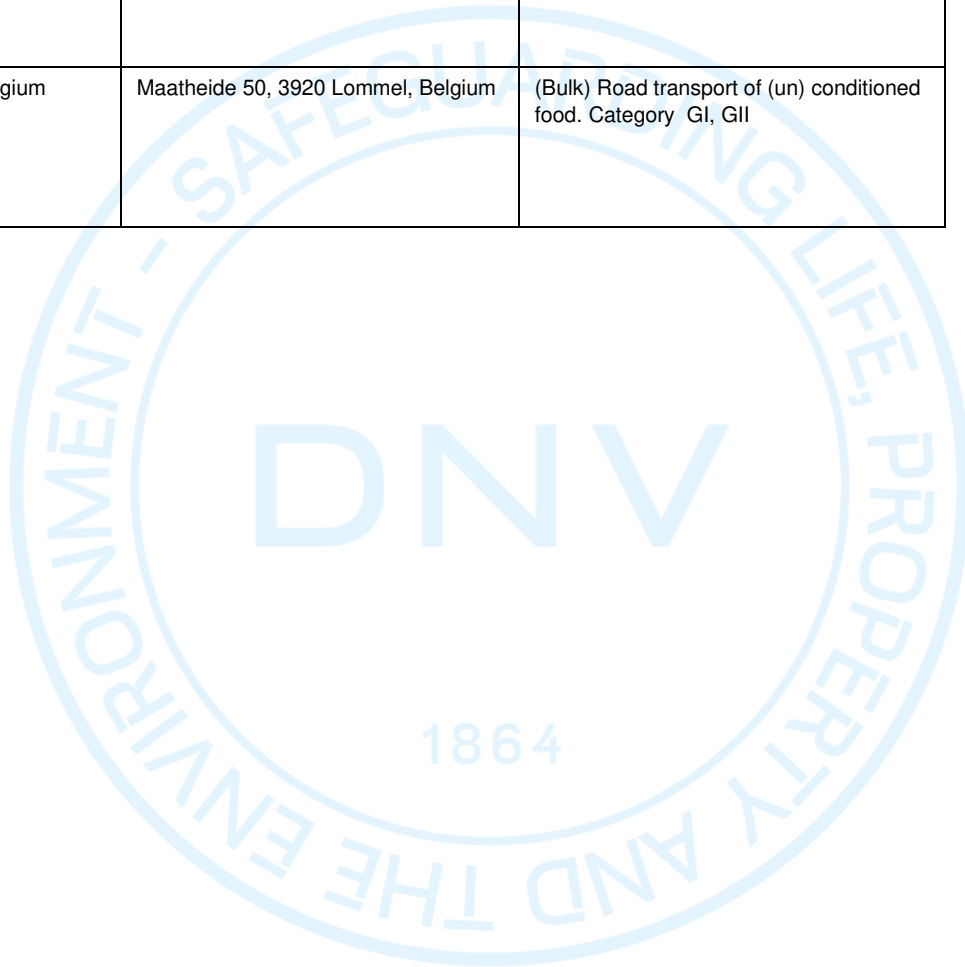 gium
Maatheide 50, 3920 Lommel, Belgium
(Bulk) Road transport of (un) conditioned
food. Category  GI, GII
SAFEGUARDING LIFE, PROPERTY AND THE ENVIRONMENT -
DNV
1864